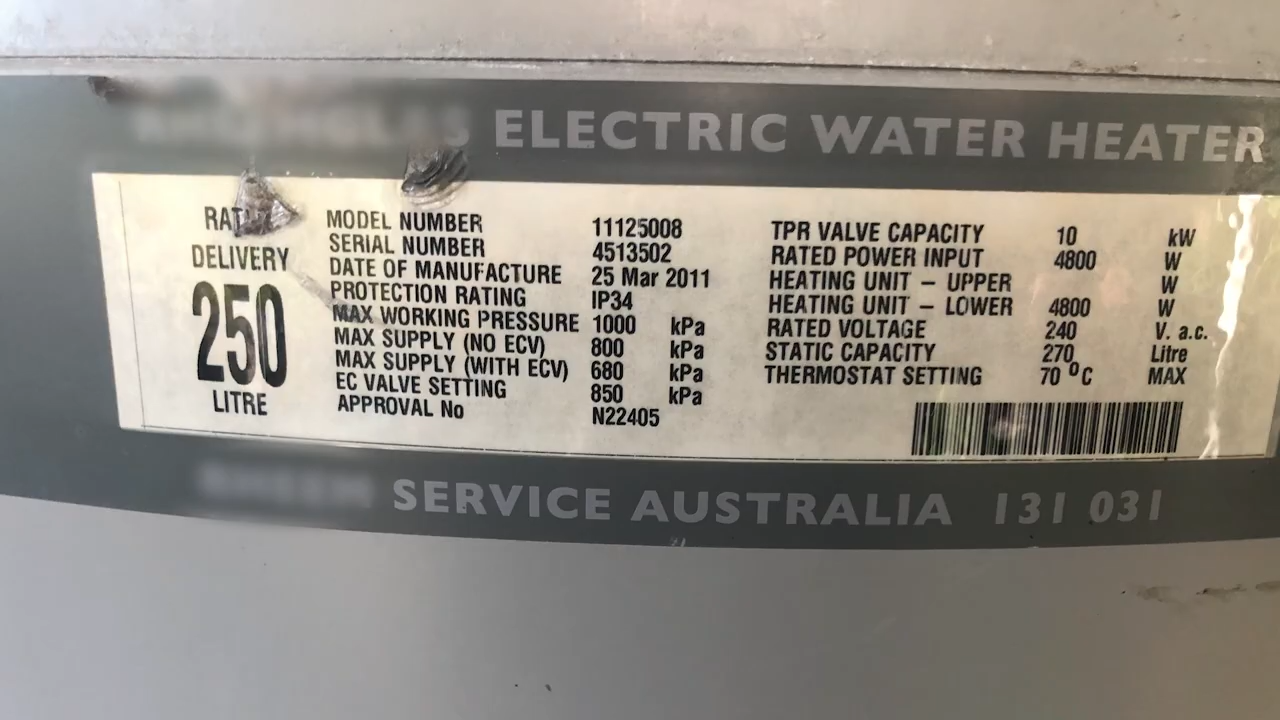 ELECTRIC WATER HEATER
DELIVERY
250
LITRE
MODEL NUMBER 11125008
SERIAL NUMBER 4513502
DATE OF MANUFACTURE 25 Mar 2011
PROTECTION RATING IP34
MAX WORKING PRESSURE 1000 kPa
MAX SUPPLY (NO ECV) 800 kPa
MAX SUPPLY (WITH ECV) 680 kPa
EC VALVE SETTING 850 kPa
APPROVAL No N22405
TPR VALVE CAPACITY 10 kW
RATED POWER INPUT 4800 W
HEATING UNIT – UPPER W
HEATING UNIT – LOWER 4800 W
RATED VOLTAGE 240 V. a.c.
STATIC CAPACITY 270 Litre
THERMOSTAT SETTING 70 °C MAX
SERVICE AUSTRALIA 131 031